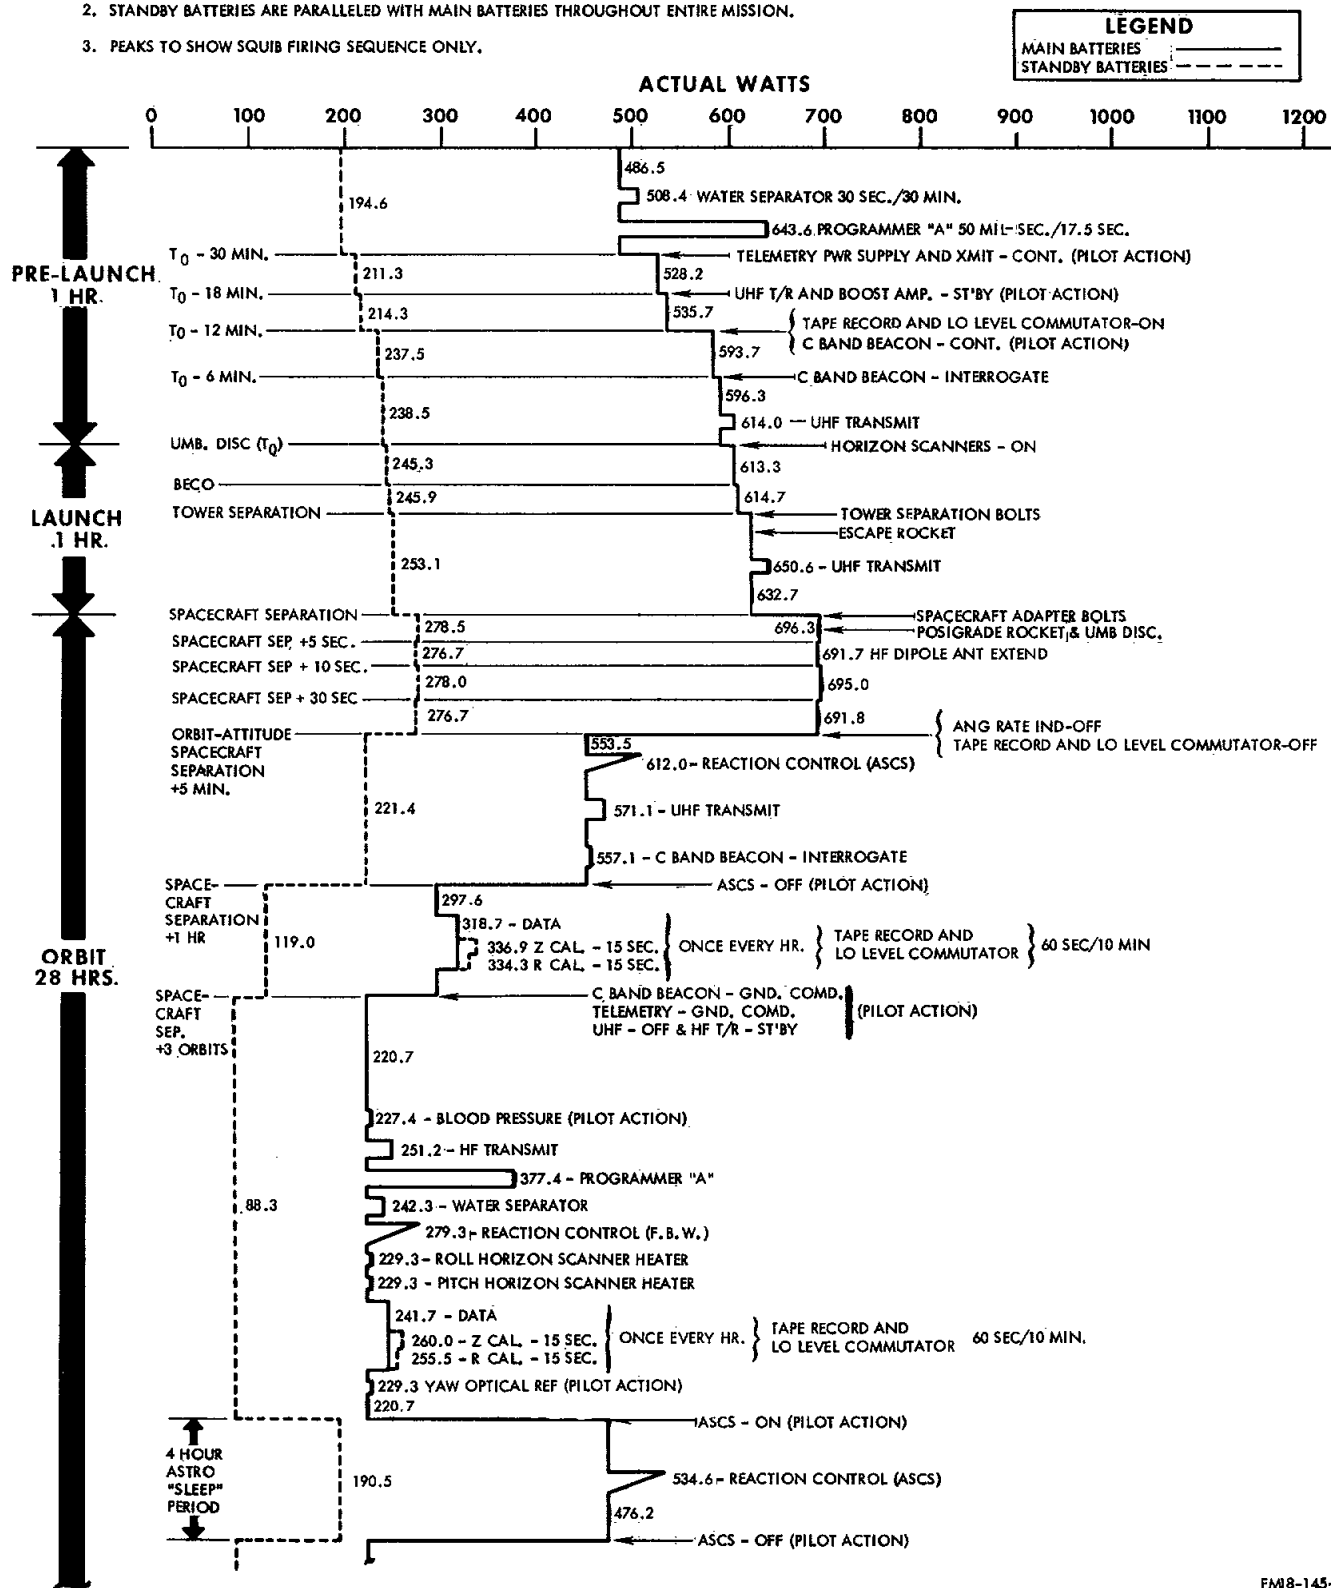 2. STANDBY BATTERIES ARE PARALLELED WITH MAIN BATTERIES THROUGHOUT ENTIRE MISSION.
3. PEAKS TO SHOW SQUIB FIRING SEQUENCE ONLY.
LEGEND
MAIN BATTERIES
STANDBY BATTERIES
ACTUAL WATTS
0 100 200 300 400 500 600 700 800 900 1000 1100 1200
486.5
508.4 WATER SEPARATOR 30 SEC./30 MIN.
194.6
643.6 PROGRAMMER "A" 50 MIL-SEC./17.5 SEC.
T0 - 30 MIN. TELEMETRY PWR SUPPLY AND XMIT - CONT. (PILOT ACTION)
PRE-LAUNCH
1 HR.
211.3 528.2
T0 - 18 MIN. UHF T/R AND BOOST AMP. - ST'BY (PILOT ACTION)
214.3 535.7
T0 - 12 MIN. TAPE RECORD AND LO LEVEL COMMUTATOR-ON
C BAND BEACON - CONT. (PILOT ACTION)
237.5 593.7
T0 - 6 MIN. C BAND BEACON - INTERROGATE
596.3
238.5 614.0 - UHF TRANSMIT
UMB. DISC (T0) HORIZON SCANNERS - ON
245.3 613.3
BECO
245.9 614.7
LAUNCH
.1 HR.
TOWER SEPARATION TOWER SEPARATION BOLTS
ESCAPE ROCKET
253.1 650.6 - UHF TRANSMIT
632.7
SPACECRAFT SEPARATION SPACECRAFT ADAPTER BOLTS
278.5 696.3 POSIGRADE ROCKET & UMB DISC.
SPACECRAFT SEP. +5 SEC.
276.7 691.7 HF DIPOLE ANT EXTEND
SPACECRAFT SEP + 10 SEC.
278.0 695.0
SPACECRAFT SEP + 30 SEC
276.7 691.8
ORBIT-ATTITUDE
SPACECRAFT
SEPARATION
+5 MIN.
ANG RATE IND-OFF
TAPE RECORD AND LO LEVEL COMMUTATOR-OFF
553.5
612.0 - REACTION CONTROL (ASCS)
221.4 571.1 - UHF TRANSMIT
557.1 - C BAND BEACON - INTERROGATE
SPACE-
CRAFT
SEPARATION
+1 HR
ASCS - OFF (PILOT ACTION)
297.6
119.0
318.7 - DATA
336.9 Z CAL. - 15 SEC.
334.3 R CAL. - 15 SEC.
ONCE EVERY HR.
TAPE RECORD AND
LO LEVEL COMMUTATOR
60 SEC/10 MIN
ORBIT
28 HRS.
SPACE-
CRAFT
SEP.
+3 ORBITS
C BAND BEACON - GND. COMD.
TELEMETRY - GND. COMD.
UHF - OFF & HF T/R - ST'BY
(PILOT ACTION)
220.7
227.4 - BLOOD PRESSURE (PILOT ACTION)
251.2 - HF TRANSMIT
377.4 - PROGRAMMER "A"
88.3 242.3 - WATER SEPARATOR
279.3 - REACTION CONTROL (F.B.W.)
229.3 - ROLL HORIZON SCANNER HEATER
229.3 - PITCH HORIZON SCANNER HEATER
241.7 - DATA
260.0 - Z CAL. - 15 SEC.
255.5 - R CAL. - 15 SEC.
ONCE EVERY HR.
TAPE RECORD AND
LO LEVEL COMMUTATOR
60 SEC/10 MIN.
229.3 YAW OPTICAL REF (PILOT ACTION)
220.7
ASCS - ON (PILOT ACTION)
4 HOUR
ASTRO
"SLEEP"
PERIOD
190.5 534.6 - REACTION CONTROL (ASCS)
476.2
ASCS - OFF (PILOT ACTION)
FM18-145-